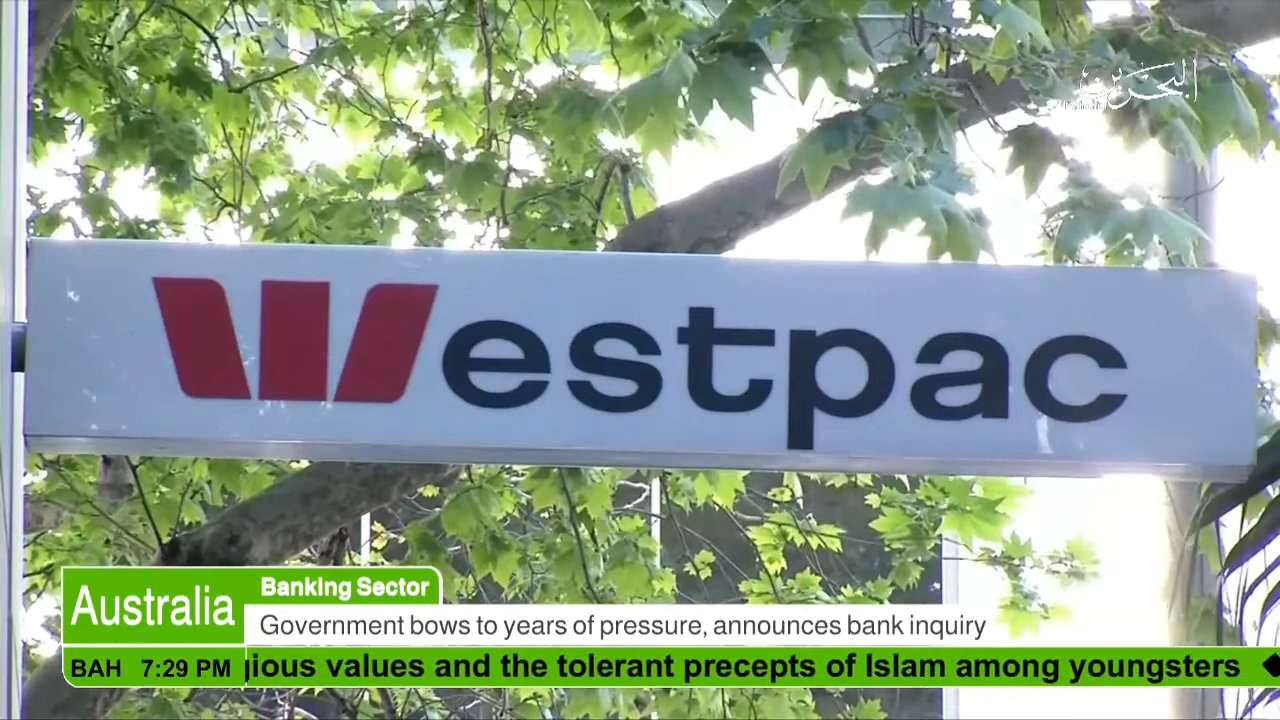 البحرين
Westpac
Banking Sector
Australia
Government bows to years of pressure, announces bank inquiry
BAH 7:29 PM
gious values and the tolerant precepts of Islam among youngsters